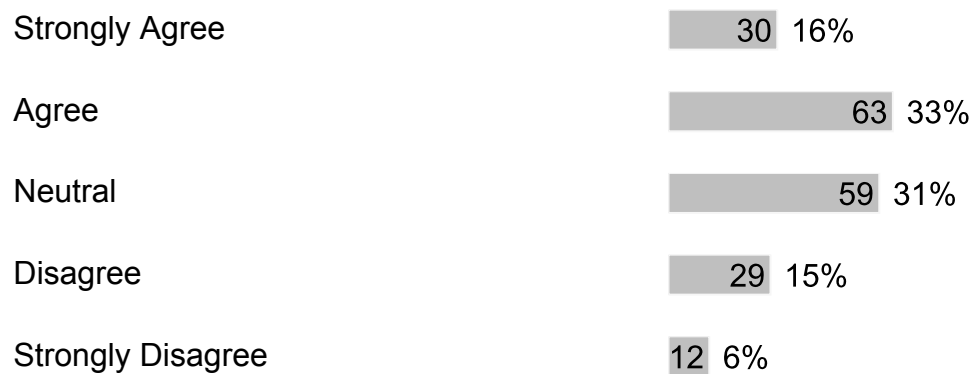 Strongly Agree 30 16%
Agree 63 33%
Neutral 59 31%
Disagree 29 15%
Strongly Disagree 12 6%